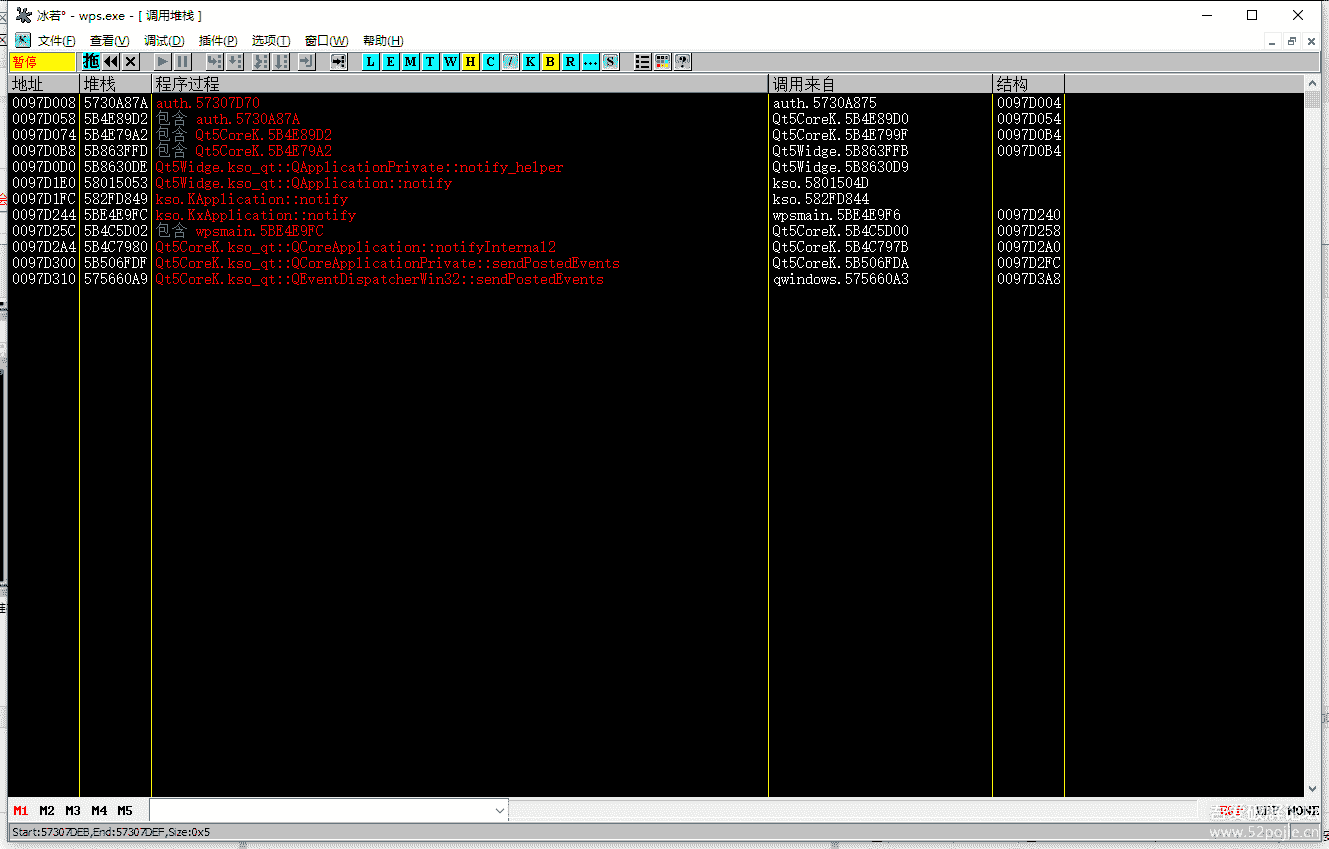 冰若° - wps.exe - [ 调用堆栈 ]
文件(F) 查看(V) 调试(D) 插件(P) 选项(T) 窗口(W) 帮助(H)
暂停 拖 L E M T W H C / K B R ... S ?
地址 堆栈 程序过程 调用来自 结构
0097D008 5730A87A auth.57307D70 auth.5730A875 0097D004
0097D058 5B4E89D2 包含 auth.5730A87A Qt5CoreK.5B4E89D0 0097D054
0097D074 5B4E79A2 包含 Qt5CoreK.5B4E89D2 Qt5CoreK.5B4E799F 0097D0B4
0097D0B8 5B863FFD 包含 Qt5CoreK.5B4E79A2 Qt5Widge.5B863FFB 0097D0B4
0097D0D0 5B8630DE Qt5Widge.kso_qt::QApplicationPrivate::notify_helper Qt5Widge.5B8630D9
0097D1E0 58015053 Qt5Widge.kso_qt::QApplication::notify kso.5801504D
0097D1FC 582FD849 kso.KApplication::notify kso.582FD844
0097D244 5BE4E9FC kso.KxApplication::notify wpsmain.5BE4E9F6 0097D240
0097D25C 5B4C5D02 包含 wpsmain.5BE4E9FC Qt5CoreK.5B4C5D00 0097D258
0097D2A4 5B4C7980 Qt5CoreK.kso_qt::QCoreApplication::notifyInternal2 Qt5CoreK.5B4C797B 0097D2A0
0097D300 5B506FDF Qt5CoreK.kso_qt::QCoreApplicationPrivate::sendPostedEvents Qt5CoreK.5B506FDA 0097D2FC
0097D310 575660A9 Qt5CoreK.kso_qt::QEventDispatcherWin32::sendPostedEvents qwindows.575660A3 0097D3A8
M1 M2 M3 M4 M5 NONE
Start:57307DEB,End:57307DEF,Size:0x5
www.52pojie.cn